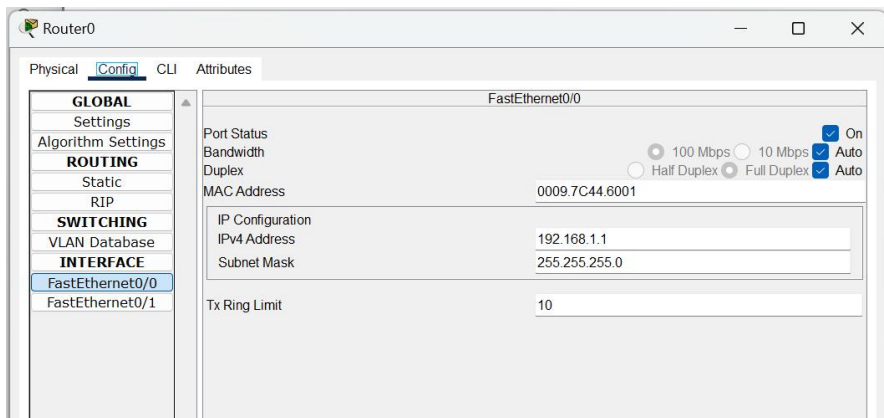 Router0
Physical Config CLI Attributes
GLOBAL
Settings
Algorithm Settings
ROUTING
Static
RIP
SWITCHING
VLAN Database
INTERFACE
FastEthernet0/0
FastEthernet0/1
FastEthernet0/0
Port Status On
Bandwidth 100 Mbps 10 Mbps Auto
Duplex Half Duplex Full Duplex Auto
MAC Address 0009.7C44.6001
IP Configuration
IPv4 Address 192.168.1.1
Subnet Mask 255.255.255.0
Tx Ring Limit 10